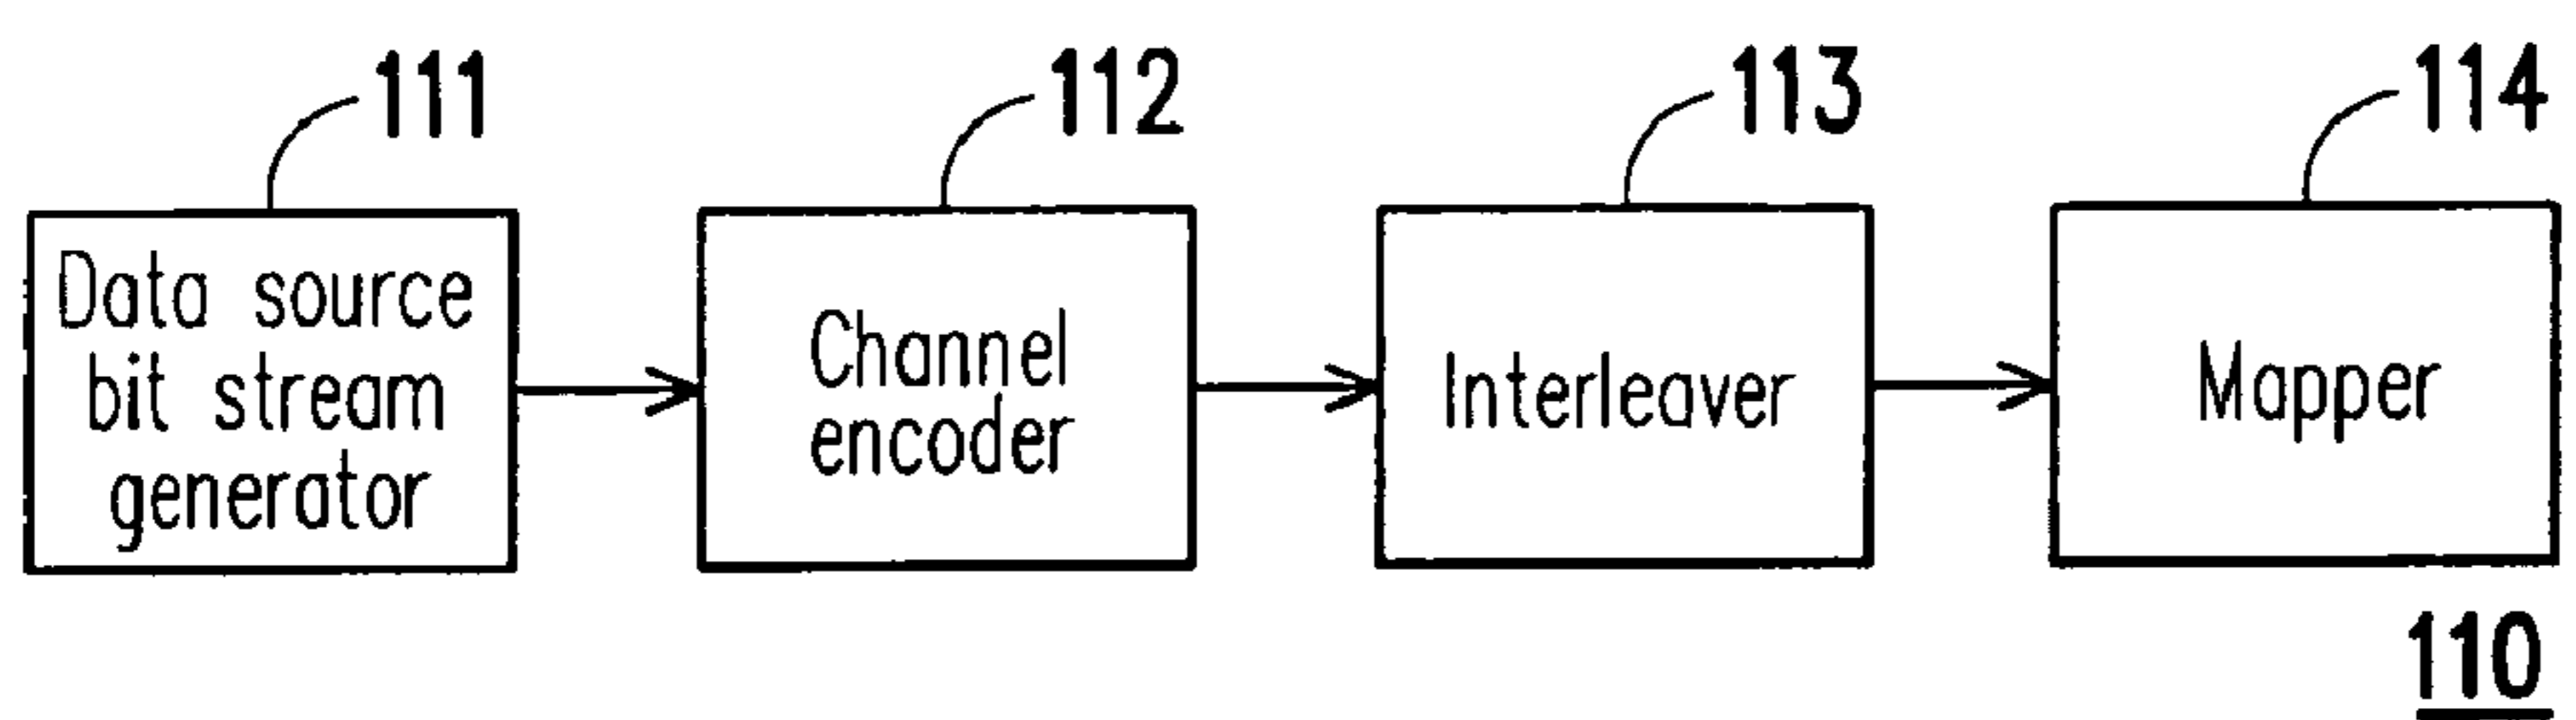 111
112
113
114
Data source
bit stream
generator
Channel
encoder
Interleaver
Mapper
110